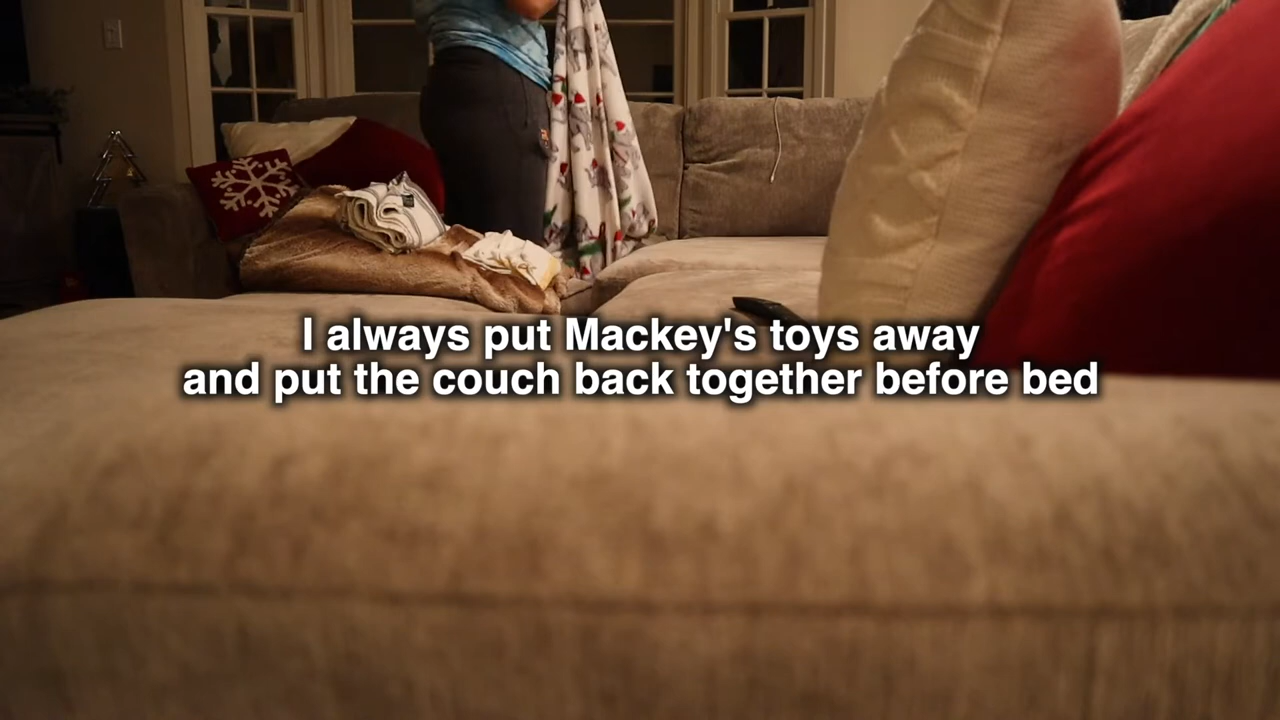 I always put Mackey's toys away
and put the couch back together before bed